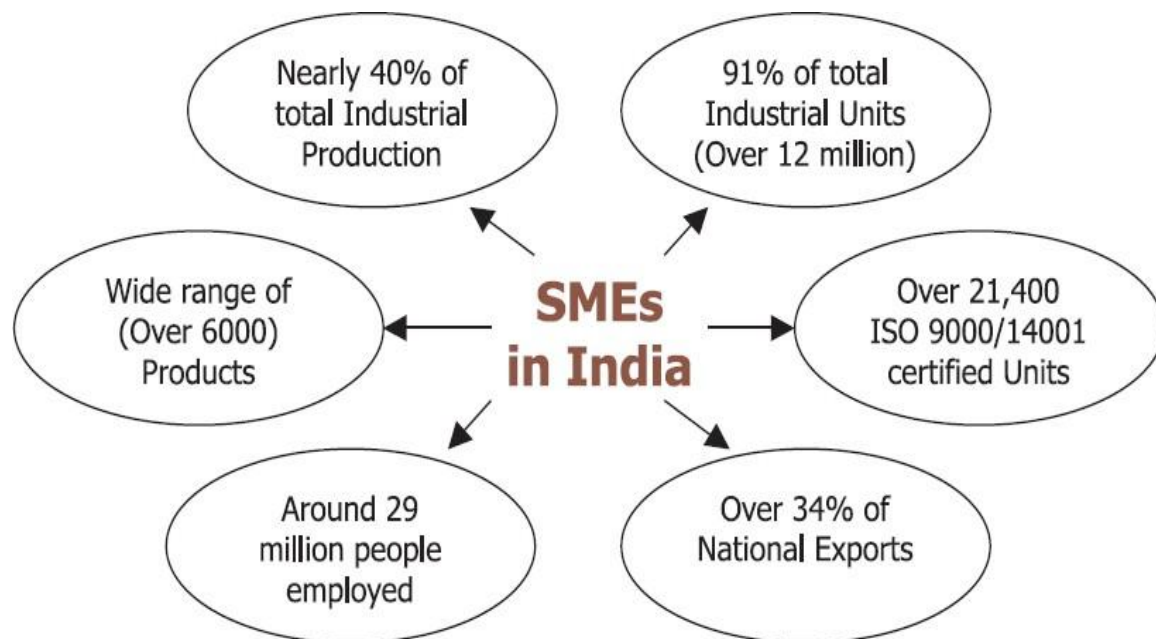 Nearly 40% of
total Industrial
Production
91% of total
Industrial Units
(Over 12 million)
Wide range of
(Over 6000)
Products
SMEs
in India
Over 21,400
ISO 9000/14001
certified Units
Around 29
million people
employed
Over 34% of
National Exports